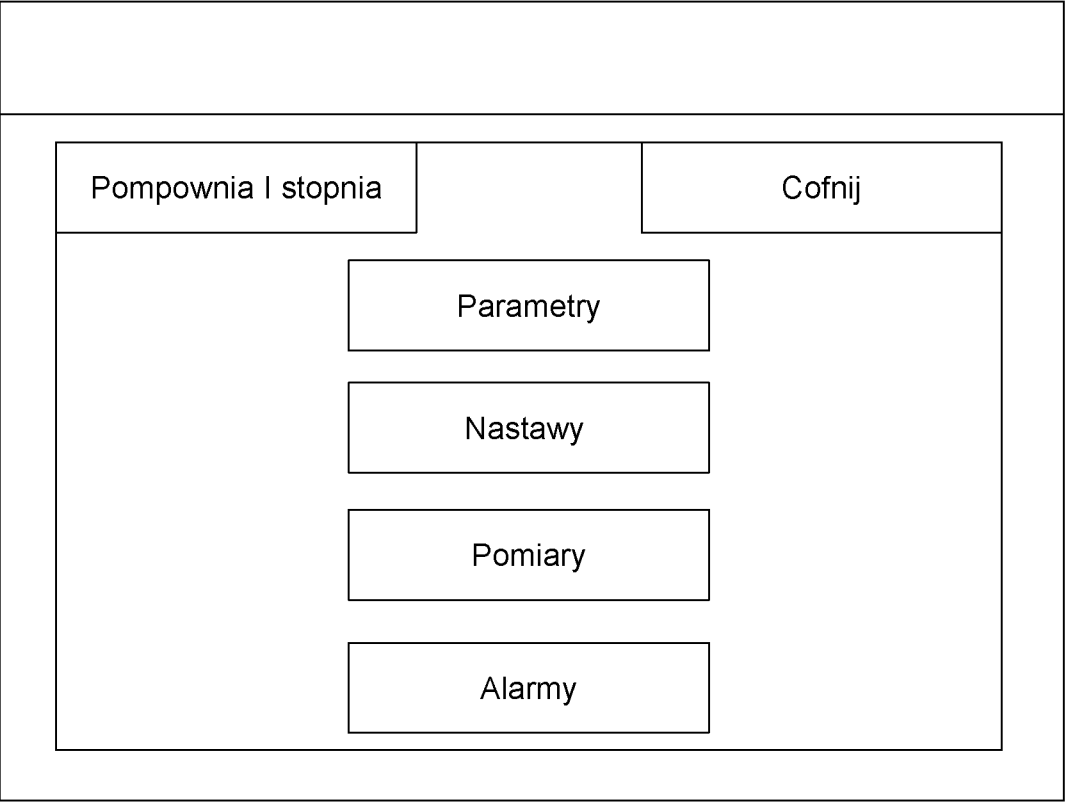 Pompownia I stopnia
Cofnij
Parametry
Nastawy
Pomiary
Alarmy